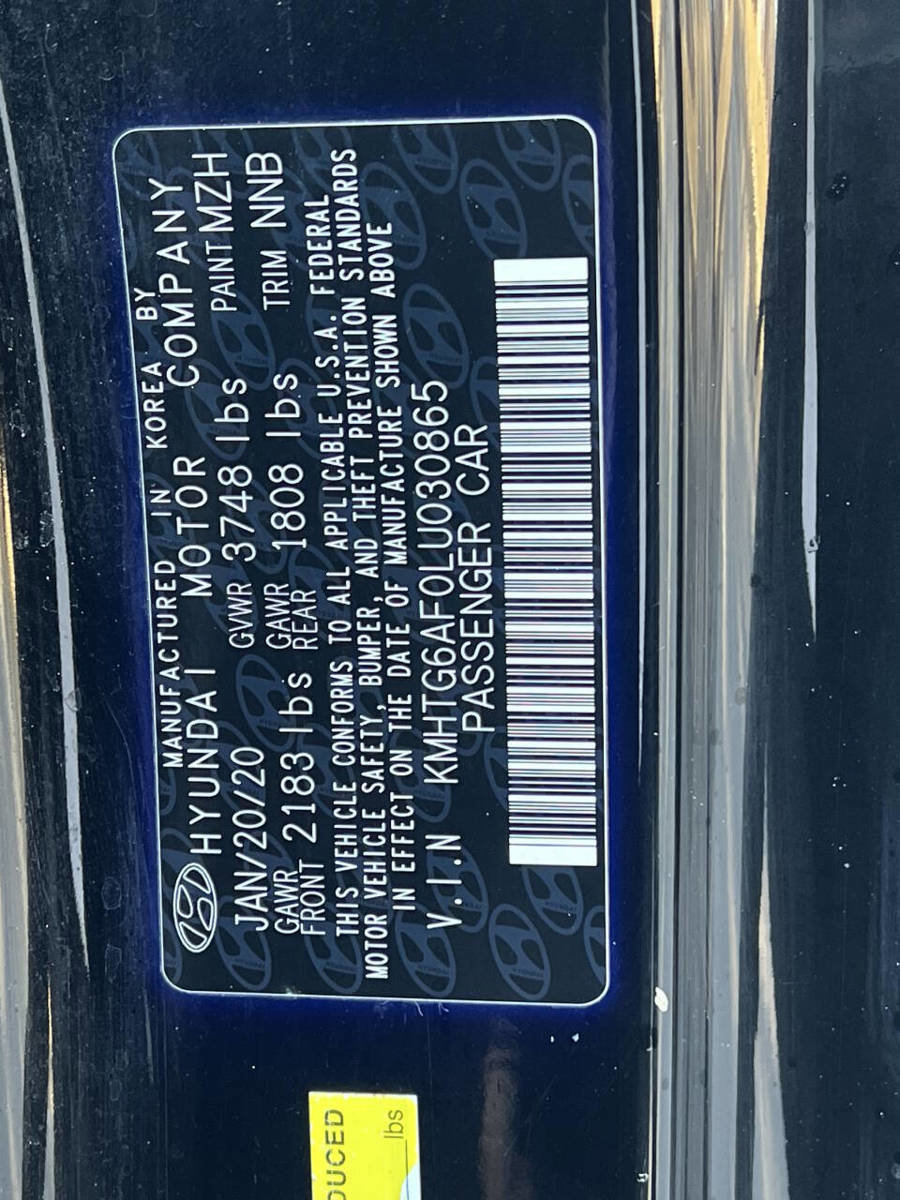 MANUFACTURED IN KOREA BY
HYUNDAI MOTOR COMPANY
JAN/20/20 GVWR 3748 lbs PAINT MZH
GAWR FRONT 2183 lbs GAWR REAR 1808 lbs TRIM NNB
THIS VEHICLE CONFORMS TO ALL APPLICABLE U.S.A. FEDERAL
MOTOR VEHICLE SAFETY, BUMPER, AND THEFT PREVENTION STANDARDS
IN EFFECT ON THE DATE OF MANUFACTURE SHOWN ABOVE
V.I.N KMHTG6AF0LU030865
PASSENGER CAR
DUCED
lbs